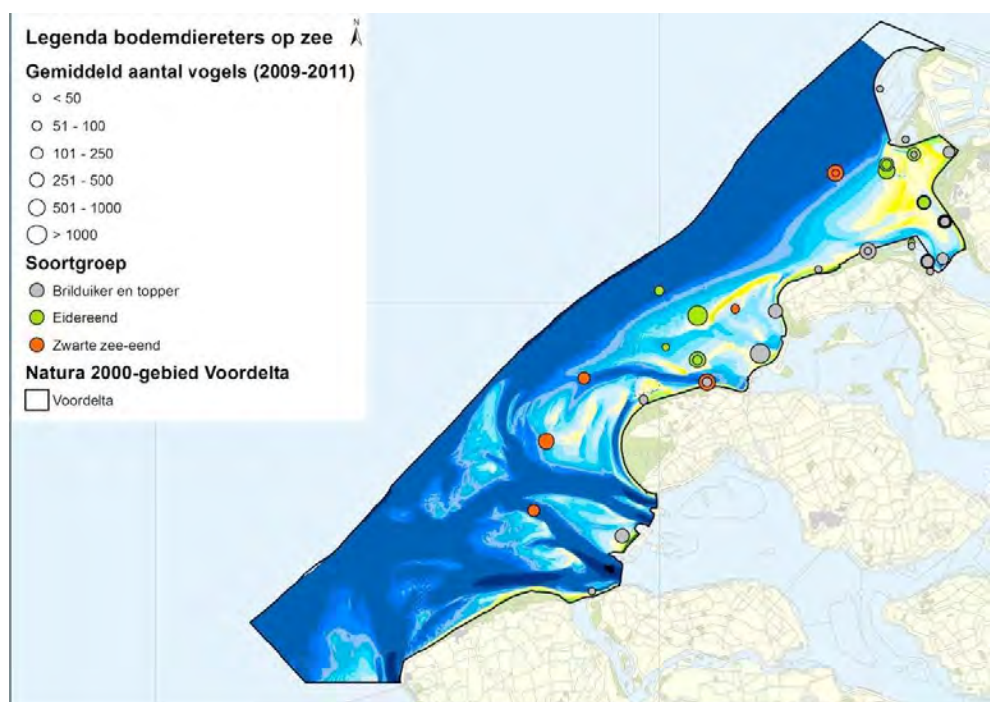 N
Legenda bodemdiereters op zee
Gemiddeld aantal vogels (2009-2011)
< 50
51 - 100
101 - 250
251 - 500
501 - 1000
> 1000
Soortgroep
Brilduiker en topper
Eidereend
Zwarte zee-eend
Natura 2000-gebied Voordelta
Voordelta